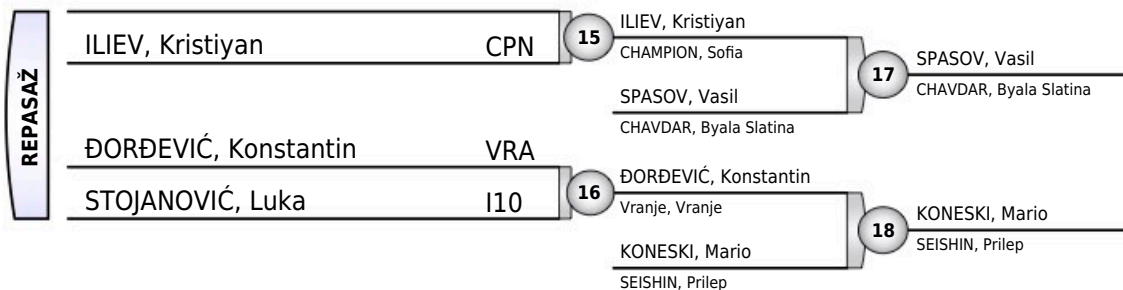 REPASAŽ
ILIEV, Kristiyan CPN
ĐORĐEVIĆ, Konstantin VRA
STOJANOVIĆ, Luka I10
15
ILIEV, Kristiyan
CHAMPION, Sofia
SPASOV, Vasil
CHAVDAR, Byala Slatina
16
ĐORĐEVIĆ, Konstantin
Vranje, Vranje
KONESKI, Mario
SEISHIN, Prilep
17
SPASOV, Vasil
CHAVDAR, Byala Slatina
18
KONESKI, Mario
SEISHIN, Prilep